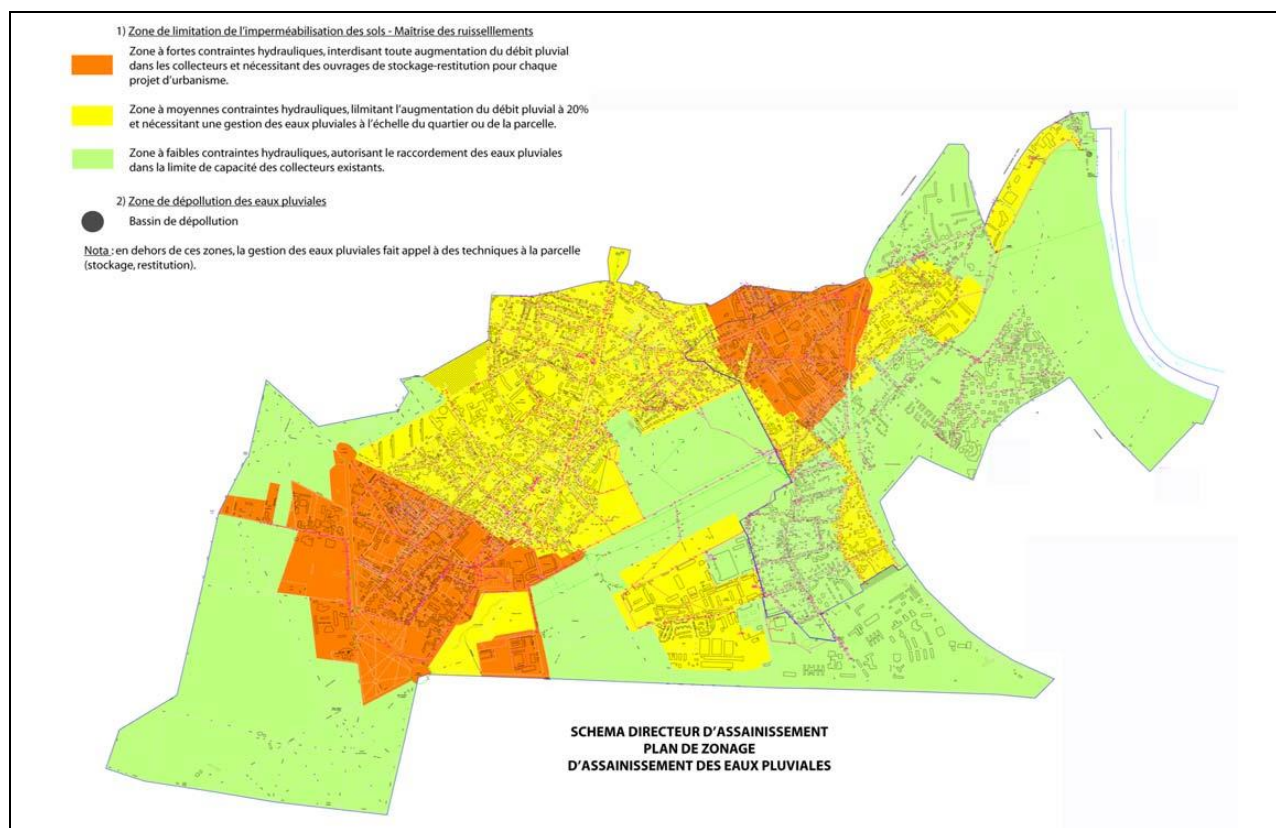 1) Zone de limitation de l'imperméabilisation des sols - Maîtrise des ruisselllements
Zone à fortes contraintes hydrauliques, interdisant toute augmentation du débit pluvial
dans les collecteurs et nécessitant des ouvrages de stockage-restitution pour chaque
projet d'urbanisme.
Zone à moyennes contraintes hydrauliques, lilmitant l'augmentation du débit pluvial à 20%
et nécessitant une gestion des eaux pluviales à l'échelle du quartier ou de la parcelle.
Zone à faibles contraintes hydrauliques, autorisant le raccordement des eaux pluviales
dans la limite de capacité des collecteurs existants.
2) Zone de dépollution des eaux pluviales
Bassin de dépollution
Nota : en dehors de ces zones, la gestion des eaux pluviales fait appel à des techniques à la parcelle
(stockage, restitution).
SCHEMA DIRECTEUR D'ASSAINISSEMENT
PLAN DE ZONAGE
D'ASSAINISSEMENT DES EAUX PLUVIALES